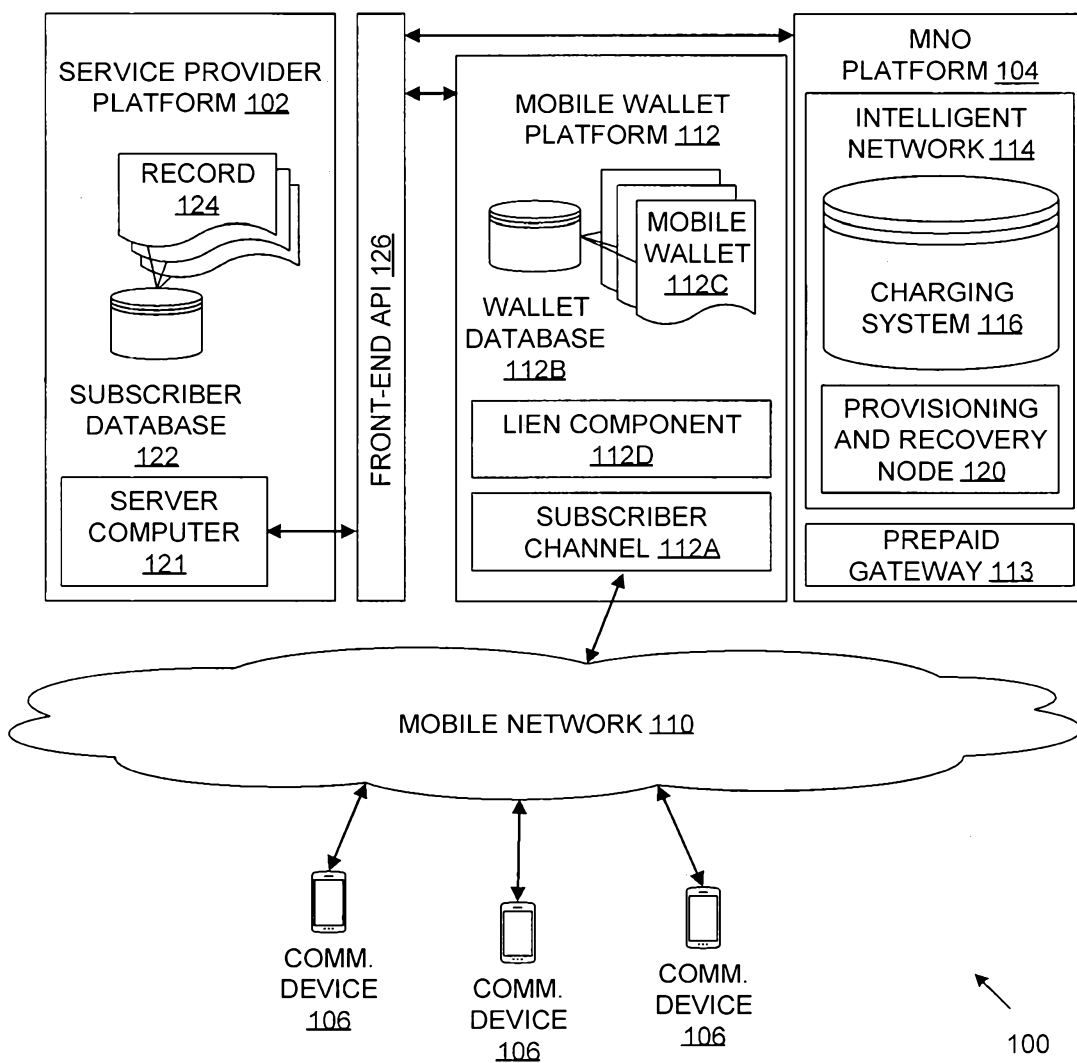 SERVICE PROVIDER
PLATFORM 102
RECORD
124
SUBSCRIBER
DATABASE
122
SERVER
COMPUTER
121
FRONT-END API 126
MOBILE WALLET
PLATFORM 112
MOBILE
WALLET
112C
WALLET
DATABASE
112B
LIEN COMPONENT
112D
SUBSCRIBER
CHANNEL 112A
MNO
PLATFORM 104
INTELLIGENT
NETWORK 114
CHARGING
SYSTEM 116
PROVISIONING
AND RECOVERY
NODE 120
PREPAID
GATEWAY 113
MOBILE NETWORK 110
COMM.
DEVICE
106
COMM.
DEVICE
106
COMM.
DEVICE
106
100